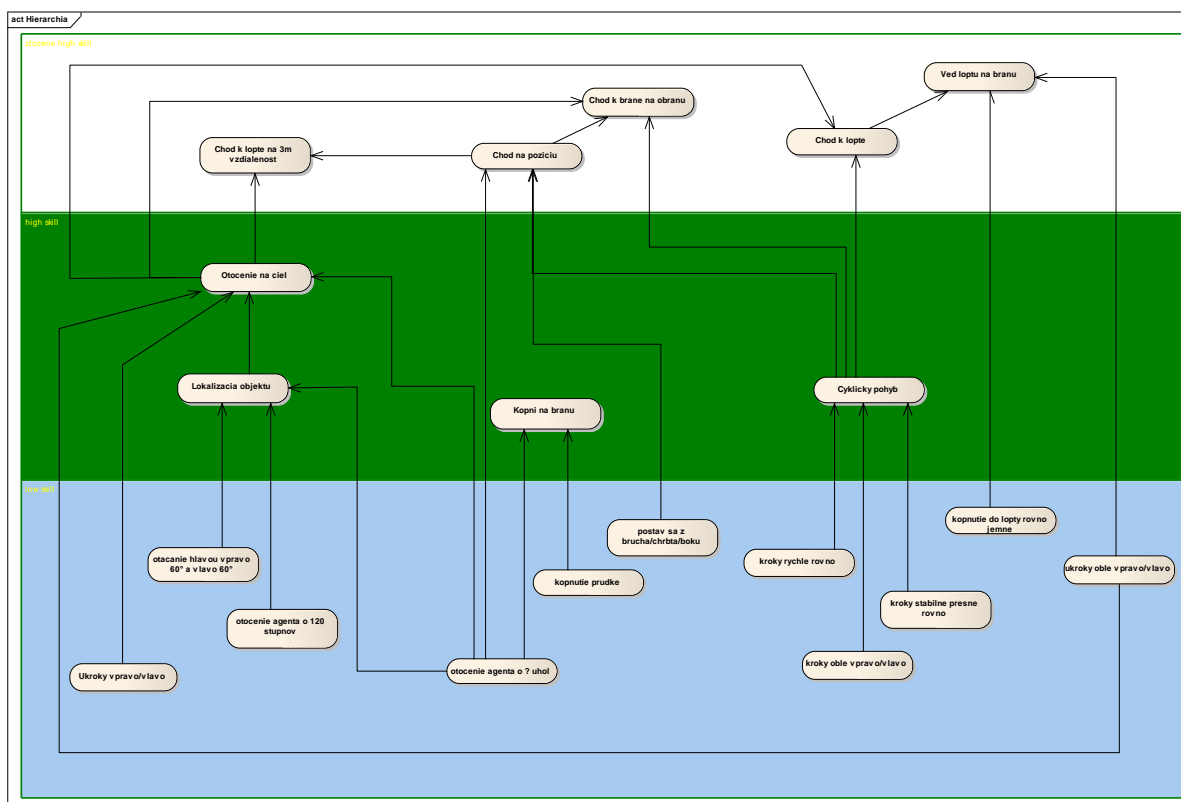 act Hierarchia
zlozeny high skill
Ved loptu na branu
Chod k brane na obranu
Chod k lopte
Chod k lopte na 3m
vzdialenost
Chod na poziciu
high skill
Otocenie na ciel
Lokalizacia objektu
Cyklicky pohyb
Kopni na branu
low skill
kopnutie do lopty rovno
jemne
postav sa z
brucha/chrbta/boku
otacanie hlavou vpravo
60° a vlavo 60°
kroky rychle rovno
ukroky oble vpravo/vlavo
kopnutie prudke
kroky stabilne presne
rovno
otocenie agenta o 120
stupnov
kroky oble vpravo/vlavo
otocenie agenta o ? uhol
Ukroky vpravo/vlavo